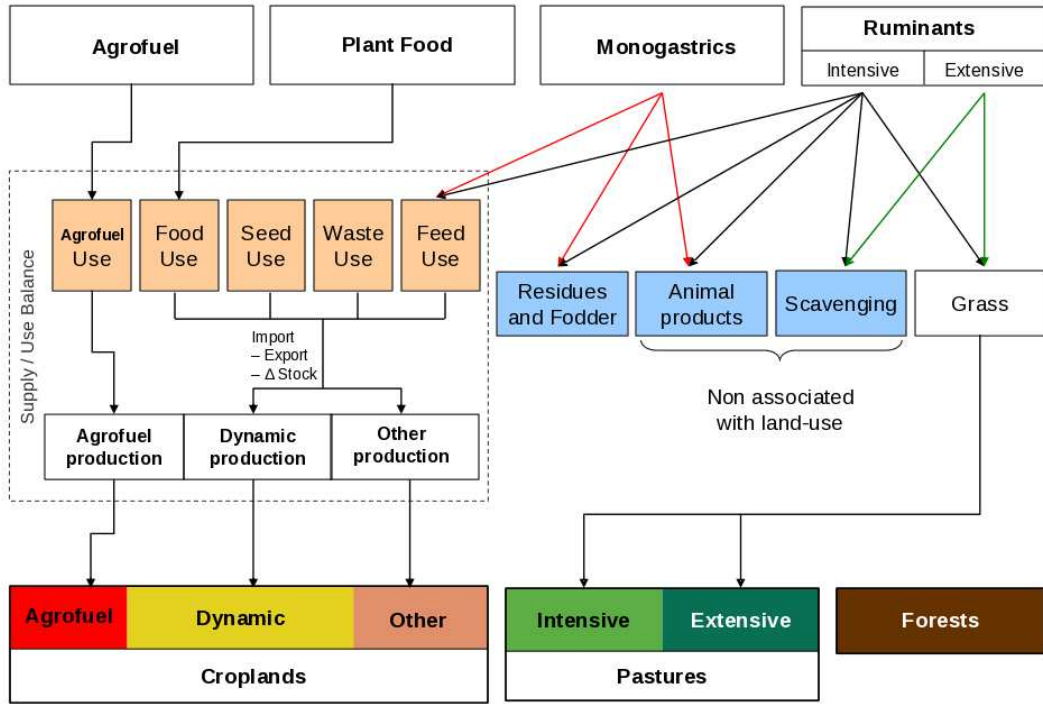 Agrofuel
Plant Food
Monogastrics
Ruminants
Intensive
Extensive
Supply / Use Balance
Agrofuel
Use
Food
Use
Seed
Use
Waste
Use
Feed
Use
Residues
and Fodder
Animal
products
Scavenging
Grass
Import
– Export
– Δ Stock
Non associated
with land-use
Agrofuel
production
Dynamic
production
Other
production
Agrofuel
Dynamic
Other
Croplands
Intensive
Extensive
Pastures
Forests